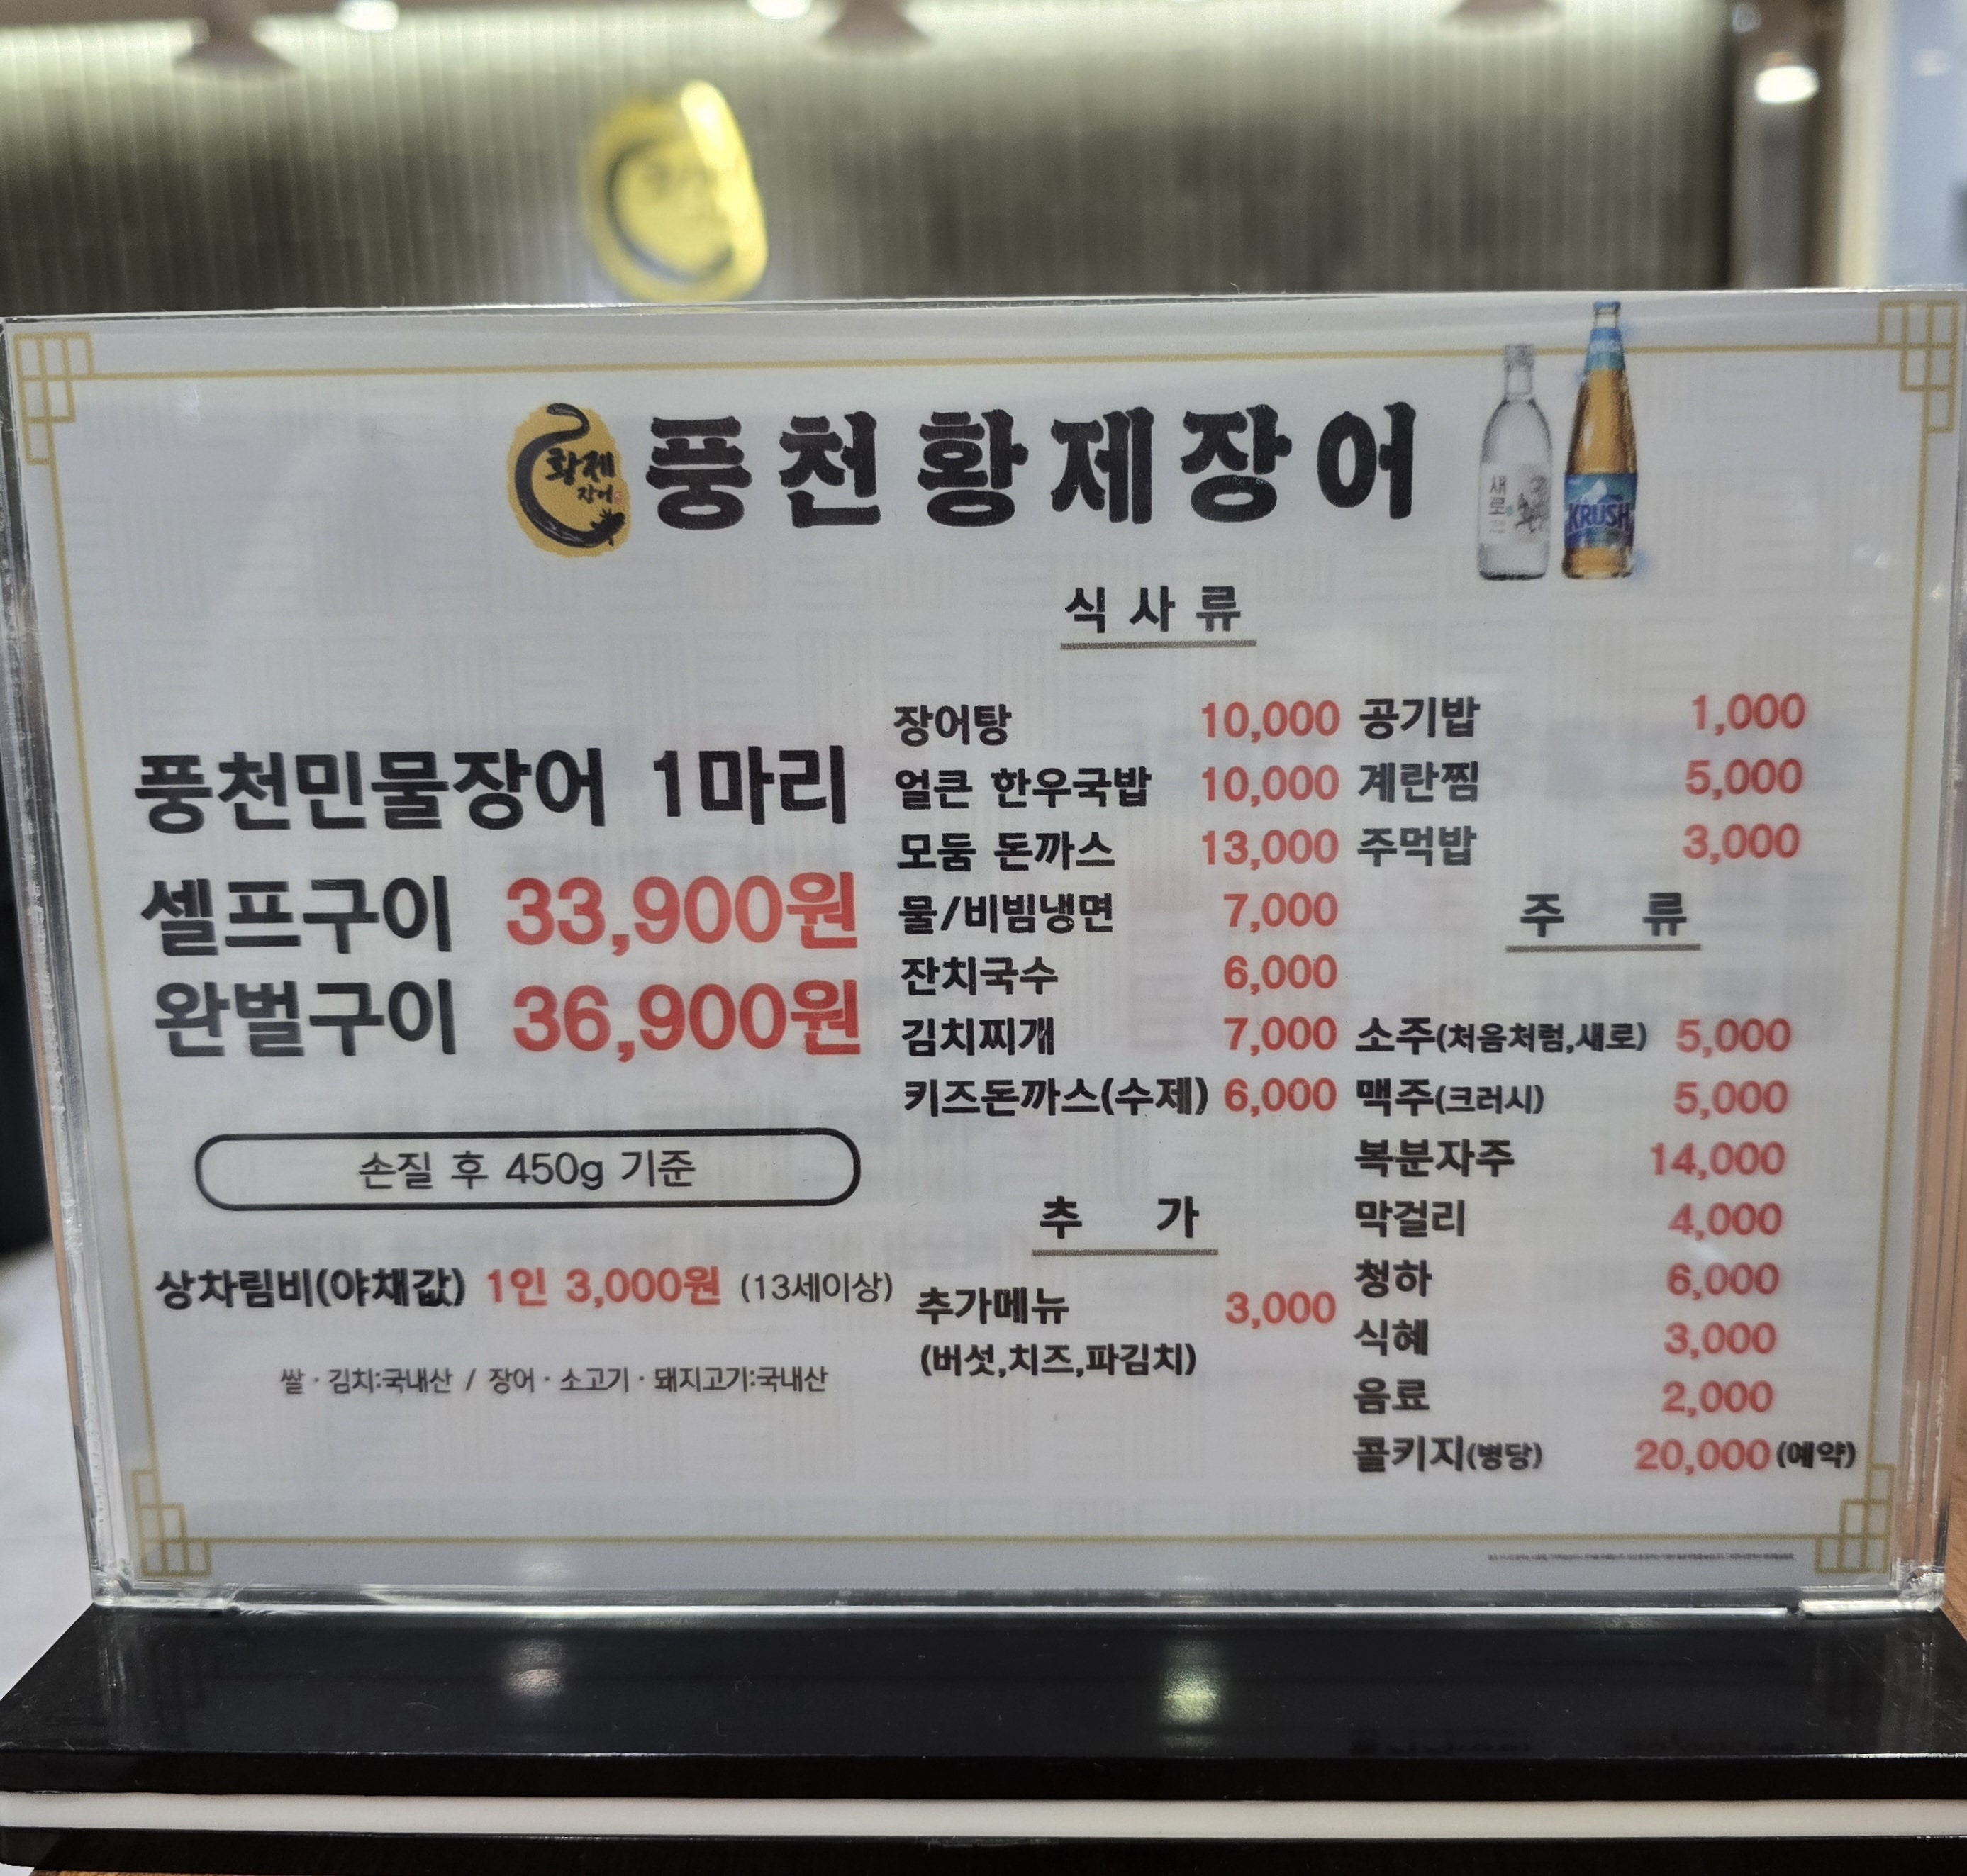 황제
장어
풍천황제장어
새로
KRUSH
풍천민물장어 1마리
셀프구이 33,900원
완벌구이 36,900원
손질 후 450g 기준
상차림비(야채값) 1인 3,000원 (13세이상)
쌀 · 김치:국내산 / 장어 · 소고기 · 돼지고기:국내산
식사류
장어탕 10,000
얼큰 한우국밥 10,000
모둠 돈까스 13,000
물/비빔냉면 7,000
잔치국수 6,000
김치찌개 7,000
키즈돈까스(수제) 6,000
추 가
추가메뉴 3,000
(버섯,치즈,파김치)
공기밥 1,000
계란찜 5,000
주먹밥 3,000
주 류
소주(처음처럼,새로) 5,000
맥주(크러시) 5,000
복분자주 14,000
막걸리 4,000
청하 6,000
식혜 3,000
음료 2,000
콜키지(병당) 20,000(예약)